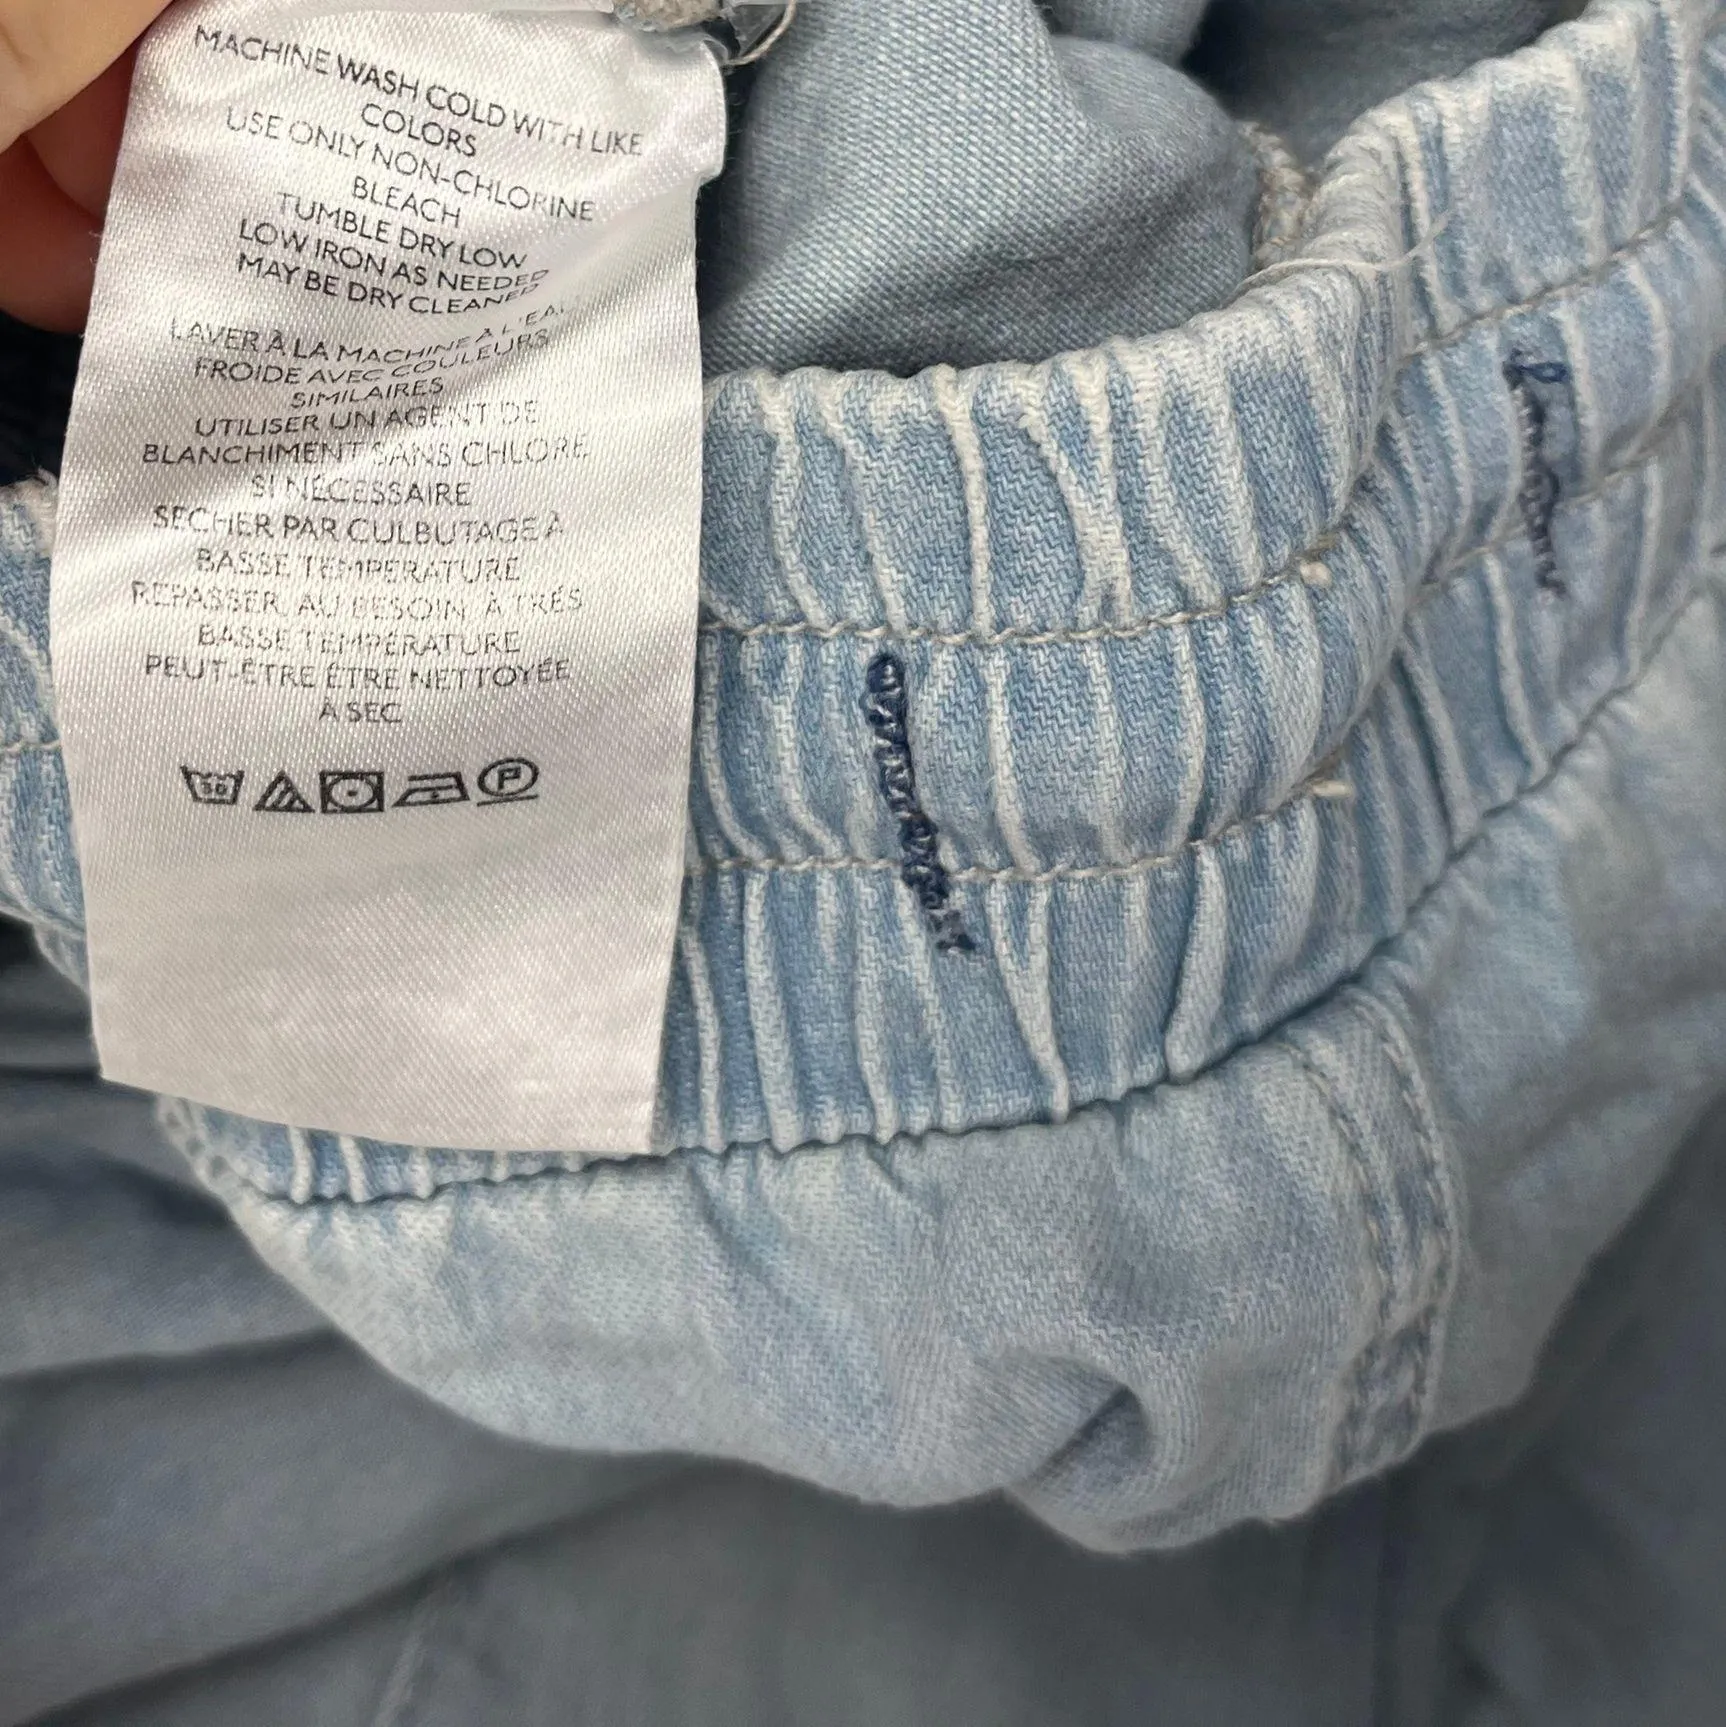 MACHINE WASH COLD WITH LIKE
COLORS
USE ONLY NON-CHLORINE
BLEACH
TUMBLE DRY LOW
LOW IRON AS NEEDED
MAY BE DRY CLEANED
LAVER À LA MACHINE À L'EAU
FROIDE AVEC COULEURS
SIMILAIRES
UTILISER UN AGENT DE
BLANCHIMENT SANS CHLORE
SI NÉCESSAIRE
SÉCHER PAR CULBUTAGE À
BASSE TEMPÉRATURE
REPASSER AU BESOIN À TRÉS
BASSE TEMPÉRATURE
PEUT-ÊTRE ÊTRE NETTOYÉE
À SEC
30 P